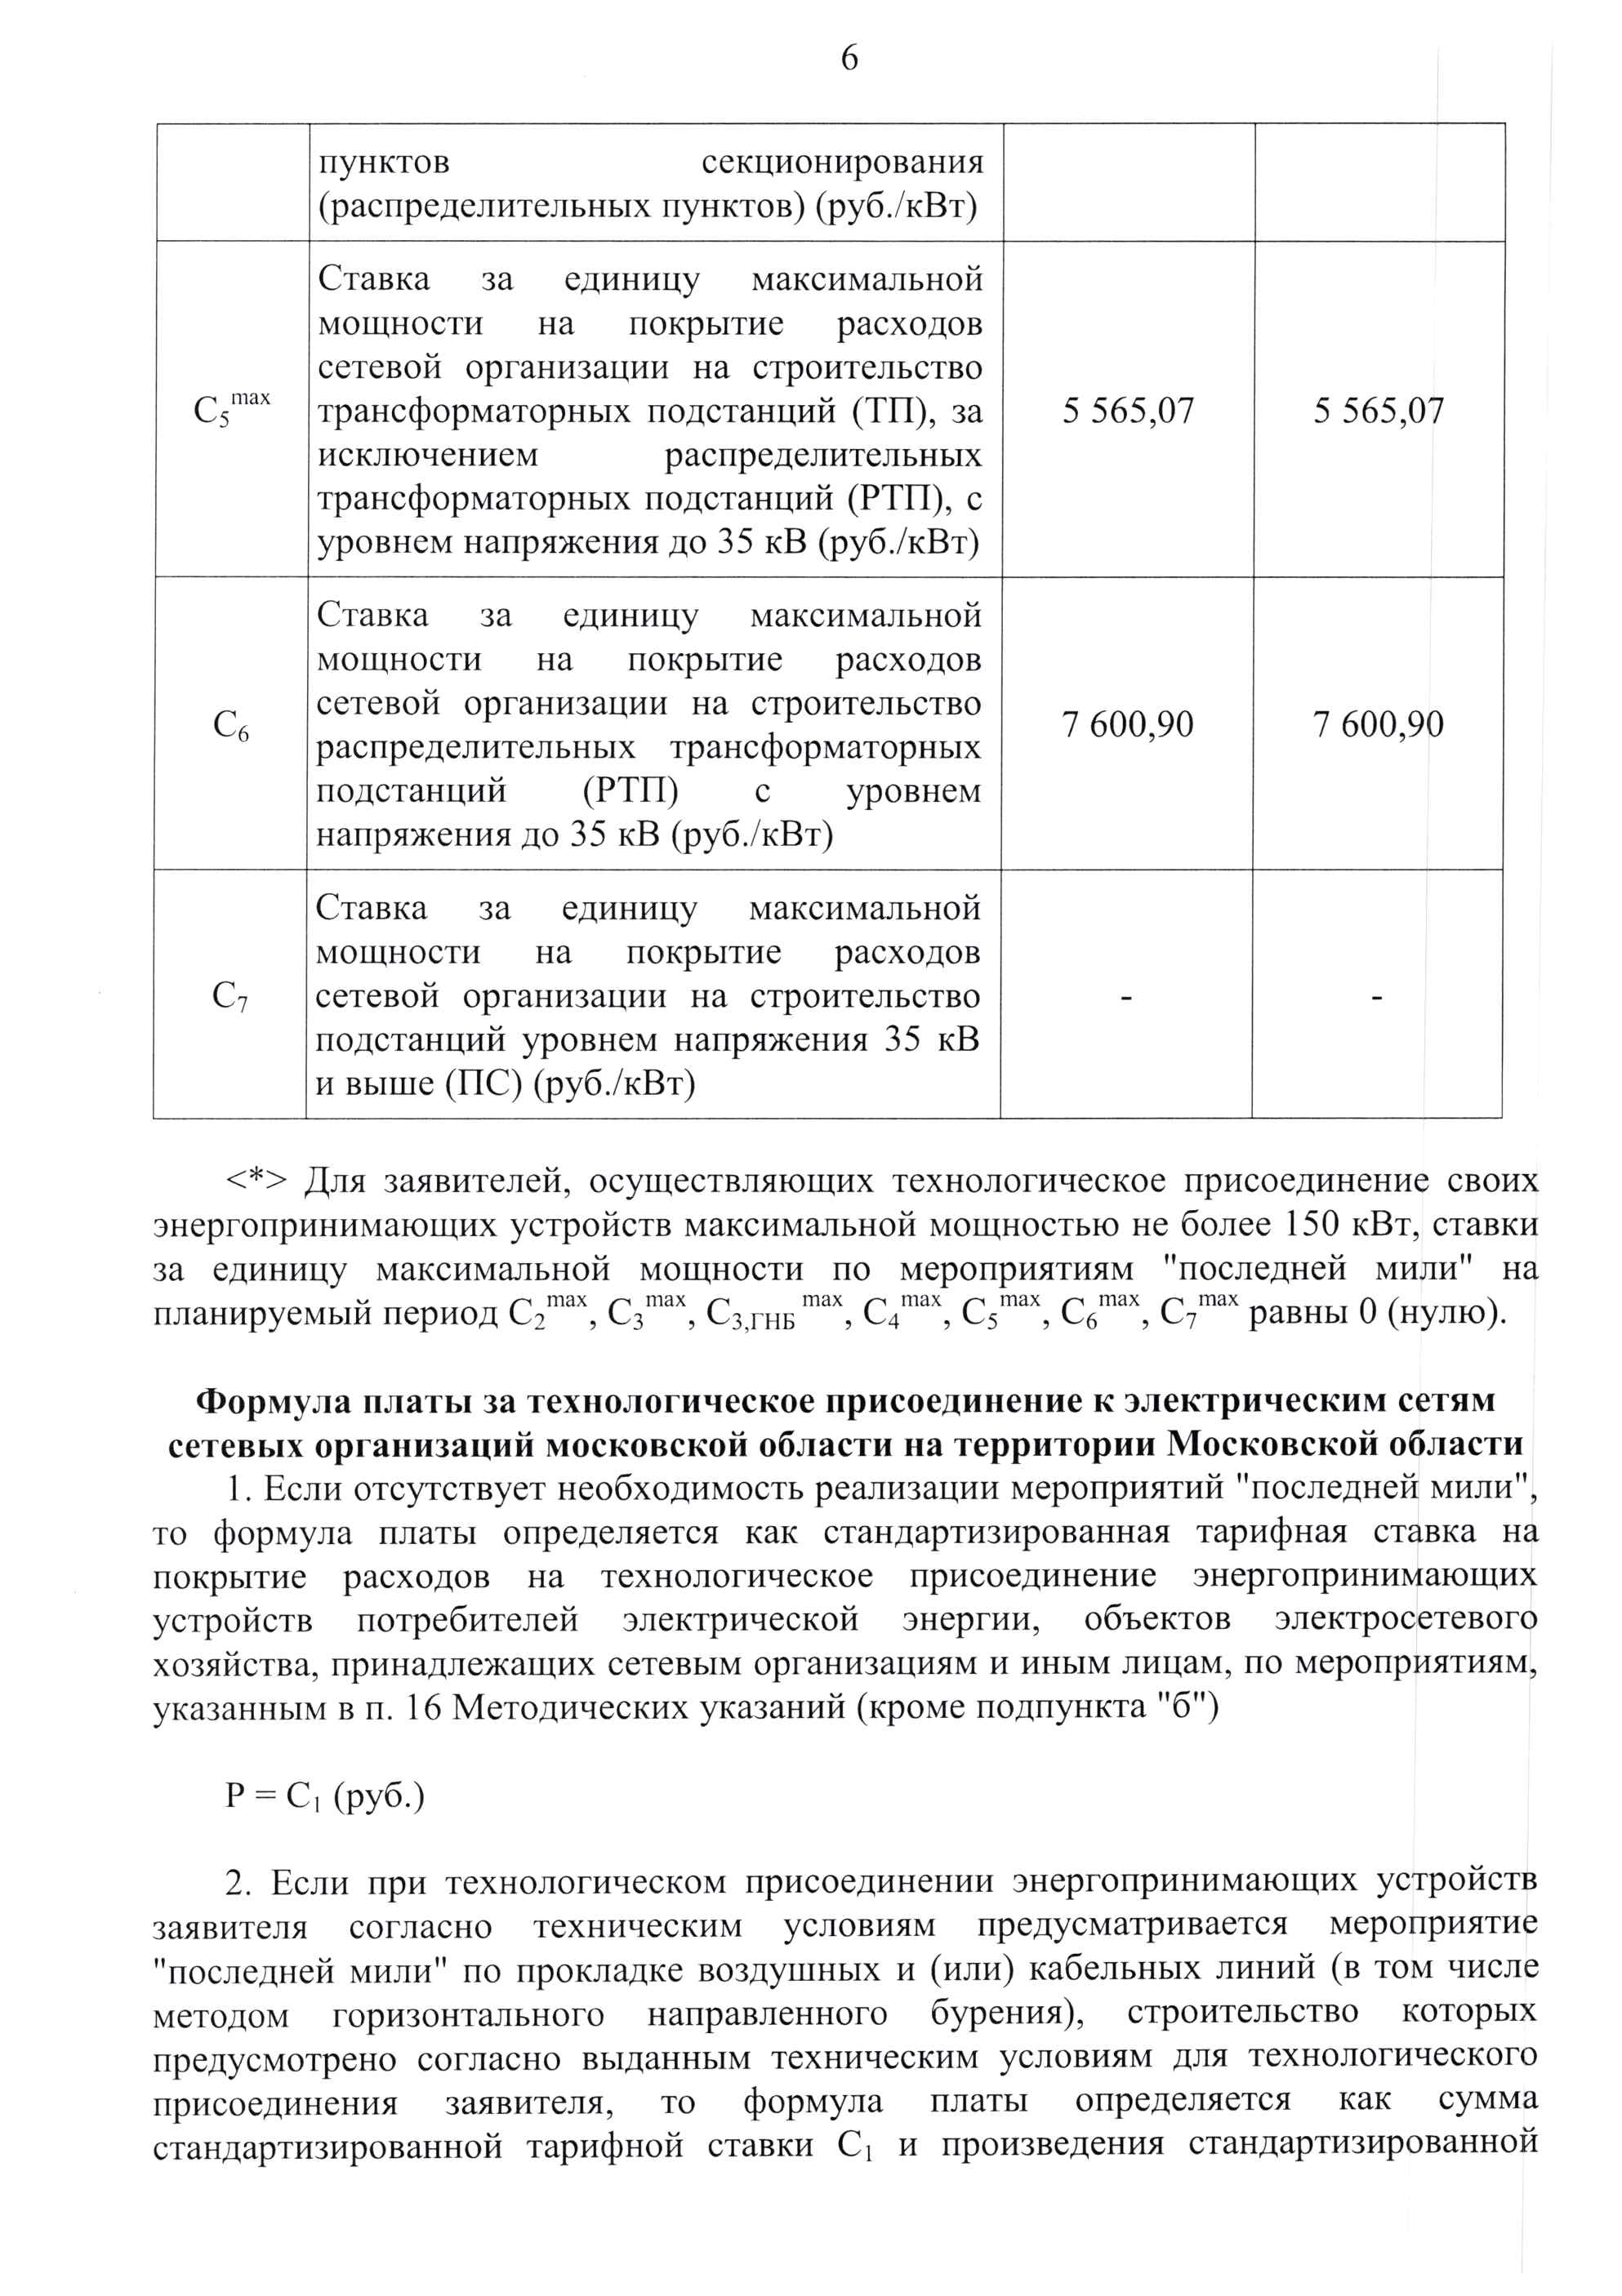 6
пунктов секционирования
(распределительных пунктов) (руб./кВт)
Ставка за единицу максимальной
мощности на покрытие расходов
сетевой организации на строительство
C₅ᵐᵃˣ трансформаторных подстанций (ТП), за 5 565,07 5 565,07
исключением распределительных
трансформаторных подстанций (РТП), с
уровнем напряжения до 35 кВ (руб./кВт)
Ставка за единицу максимальной
мощности на покрытие расходов
сетевой организации на строительство
C₆ распределительных трансформаторных 7 600,90 7 600,90
подстанций (РТП) с уровнем
напряжения до 35 кВ (руб./кВт)
Ставка за единицу максимальной
мощности на покрытие расходов
C₇ сетевой организации на строительство - -
подстанций уровнем напряжения 35 кВ
и выше (ПС) (руб./кВт)
<*> Для заявителей, осуществляющих технологическое присоединение своих
энергопринимающих устройств максимальной мощностью не более 150 кВт, ставки
за единицу максимальной мощности по мероприятиям "последней мили" на
планируемый период C₂ᵐᵃˣ, C₃ᵐᵃˣ, C₃,ГНБᵐᵃˣ, C₄ᵐᵃˣ, C₅ᵐᵃˣ, C₆ᵐᵃˣ, C₇ᵐᵃˣ равны 0 (нулю).
Формула платы за технологическое присоединение к электрическим сетям
сетевых организаций московской области на территории Московской области
1. Если отсутствует необходимость реализации мероприятий "последней мили",
то формула платы определяется как стандартизированная тарифная ставка на
покрытие расходов на технологическое присоединение энергопринимающих
устройств потребителей электрической энергии, объектов электросетевого
хозяйства, принадлежащих сетевым организациям и иным лицам, по мероприятиям,
указанным в п. 16 Методических указаний (кроме подпункта "б")
P = C₁ (руб.)
2. Если при технологическом присоединении энергопринимающих устройств
заявителя согласно техническим условиям предусматривается мероприятие
"последней мили" по прокладке воздушных и (или) кабельных линий (в том числе
методом горизонтального направленного бурения), строительство которых
предусмотрено согласно выданным техническим условиям для технологического
присоединения заявителя, то формула платы определяется как сумма
стандартизированной тарифной ставки C₁ и произведения стандартизированной